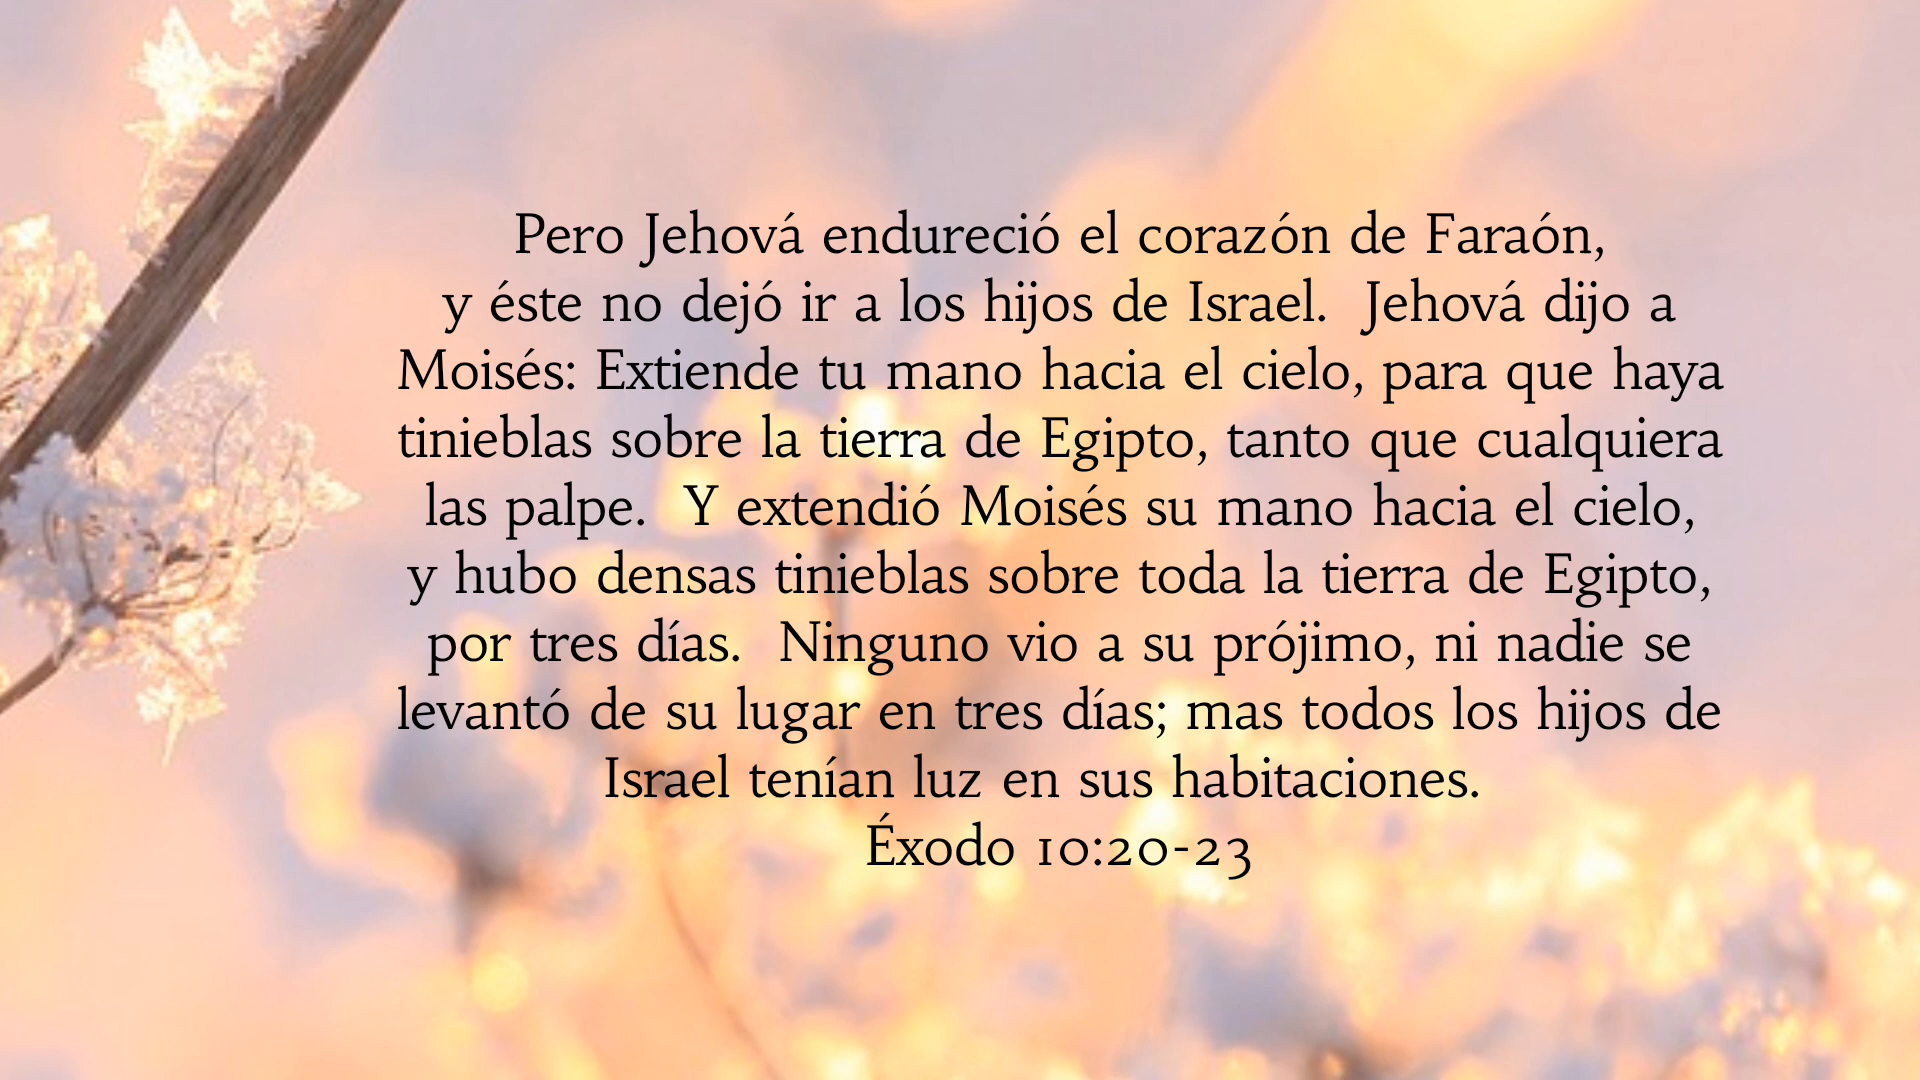 Pero Jehová endureció el corazón de Faraón,
y éste no dejó ir a los hijos de Israel.  Jehová dijo a
Moisés: Extiende tu mano hacia el cielo, para que haya
tinieblas sobre la tierra de Egipto, tanto que cualquiera
las palpe.  Y extendió Moisés su mano hacia el cielo,
y hubo densas tinieblas sobre toda la tierra de Egipto,
por tres días.  Ninguno vio a su prójimo, ni nadie se
levantó de su lugar en tres días; mas todos los hijos de
Israel tenían luz en sus habitaciones.
Éxodo 10:20-23